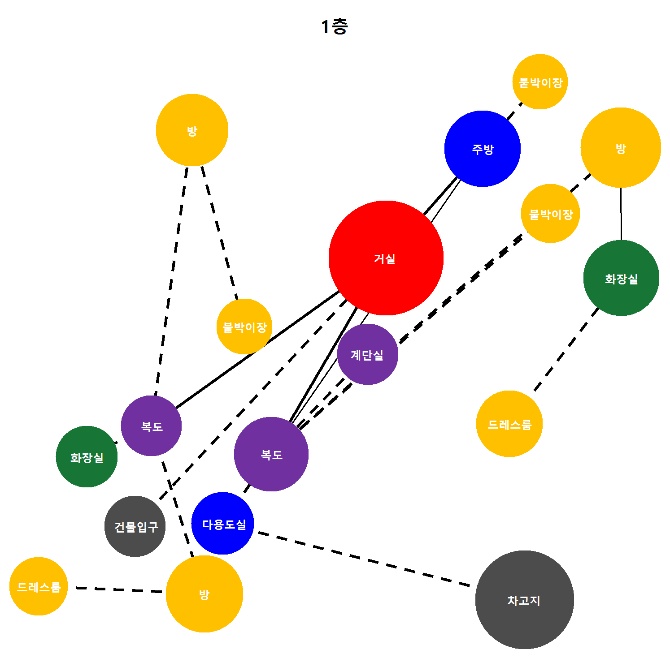 1층
붙박이장
방
주방
방
붙박이장
거실
화장실
붙박이장
계단실
복도
드레스룸
복도
화장실
건물입구
다용도실
드레스룸
방
차고지